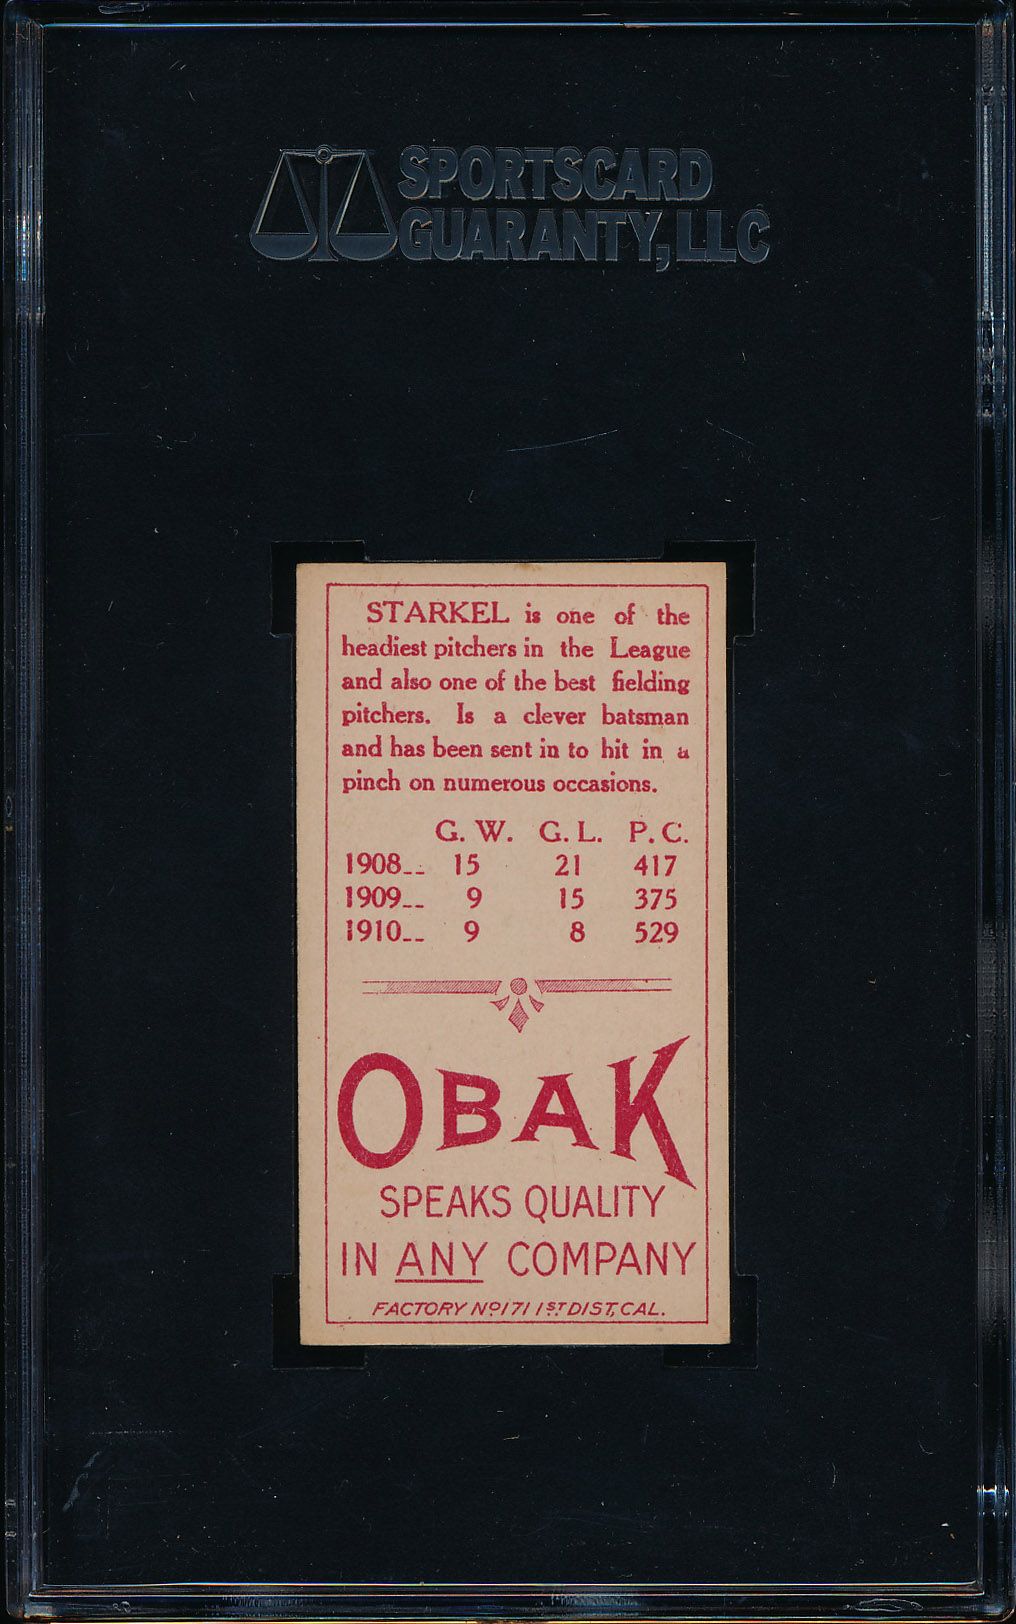 SPORTSCARD
GUARANTY, LLC
STARKEL is one of the
headiest pitchers in the League
and also one of the best fielding
pitchers. Is a clever batsman
and has been sent in to hit in a
pinch on numerous occasions.
G. W. G. L. P. C.
1908-- 15 21 417
1909-- 9 15 375
1910-- 9 8 529
OBAK
SPEAKS QUALITY
IN ANY COMPANY
FACTORY Nº 171 1ST DIST, CAL.